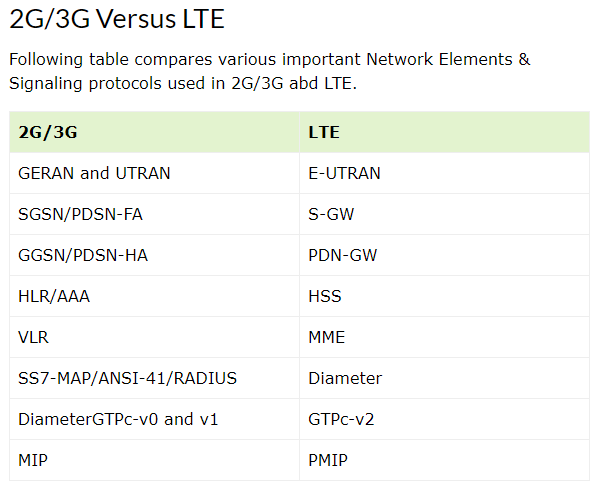 2G/3G Versus LTE
Following table compares various important Network Elements &
Signaling protocols used in 2G/3G abd LTE.
2G/3G LTE
GERAN and UTRAN E-UTRAN
SGSN/PDSN-FA S-GW
GGSN/PDSN-HA PDN-GW
HLR/AAA HSS
VLR MME
SS7-MAP/ANSI-41/RADIUS Diameter
DiameterGTPc-v0 and v1 GTPc-v2
MIP PMIP